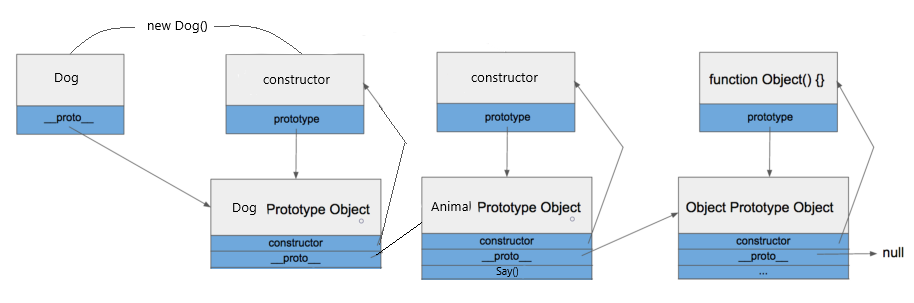 new Dog()
Dog
__proto__
constructor
prototype
constructor
prototype
function Object() {}
prototype
Dog Prototype Object
constructor
__proto__
Animal Prototype Object
constructor
__proto__
Say()
Object Prototype Object
constructor
__proto__
...
null